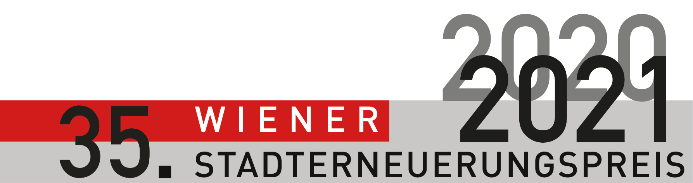 2020
2021
35. WIENER
STADTERNEUERUNGSPREIS